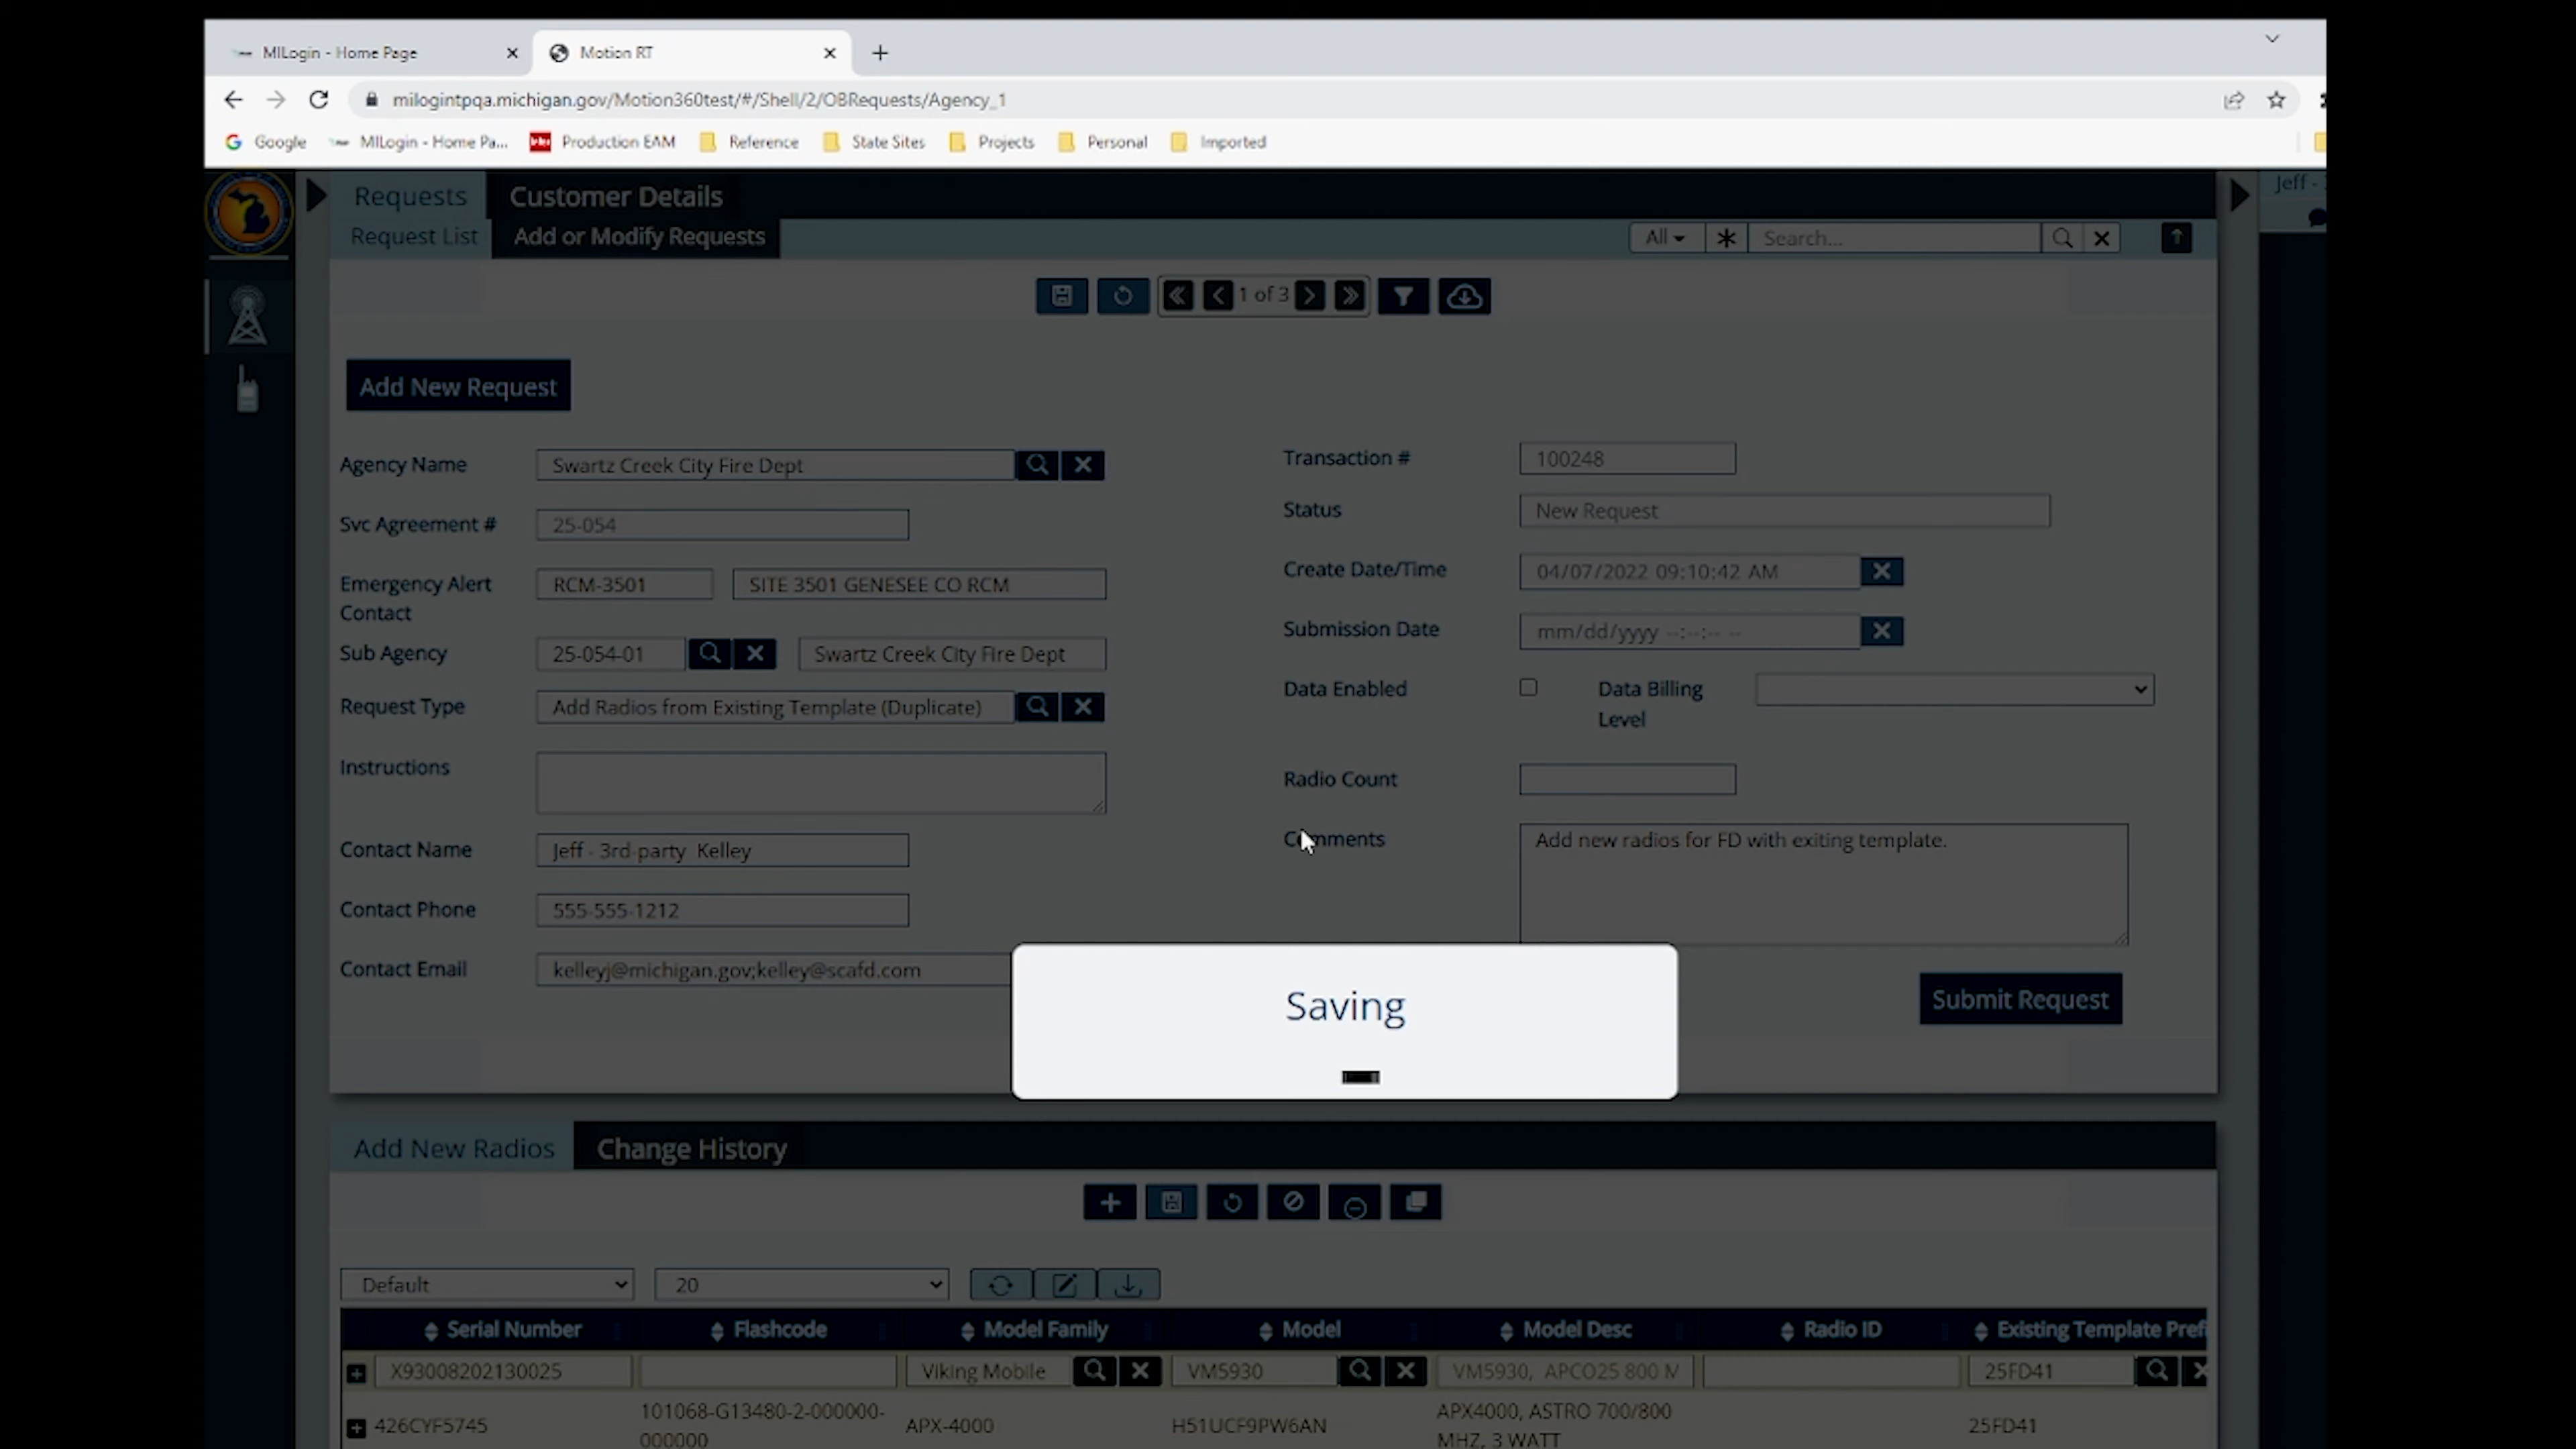 MILogin - Home Page
Motion RT
milogintpqa.michigan.gov/Motion360test/#/Shell/2/OBRequests/Agency_1
Google MILogin - Home Pa... Production EAM Reference State Sites Projects Personal Imported
Requests Customer Details
Jeff -
Request List Add or Modify Requests
All Search...
1 of 3
Add New Request
Agency Name Swartz Creek City Fire Dept
Transaction # 100248
Svc Agreement # 25-054
Status New Request
Emergency Alert Contact RCM-3501 SITE 3501 GENESEE CO RCM
Create Date/Time 04/07/2022 09:10:42 AM
Sub Agency 25-054-01 Swartz Creek City Fire Dept
Submission Date mm/dd/yyyy --:--:-- --
Request Type Add Radios from Existing Template (Duplicate)
Data Enabled Data Billing Level
Instructions
Radio Count
Contact Name Jeff - 3rd-party Kelley
Comments Add new radios for FD with exiting template.
Contact Phone 555-555-1212
Contact Email kelleyj@michigan.gov;kelley@scafd.com
Saving
Submit Request
Add New Radios Change History
Default 20
Serial Number Flashcode Model Family Model Model Desc Radio ID Existing Template Prefi
X93008202130025 Viking Mobile VM5930 VM5930, APCO25 800 M 25FD41
426CYF5745 101068-G13480-2-000000-000000 APX-4000 H51UCF9PW6AN APX4000, ASTRO 700/800 MHZ, 3 WATT 25FD41